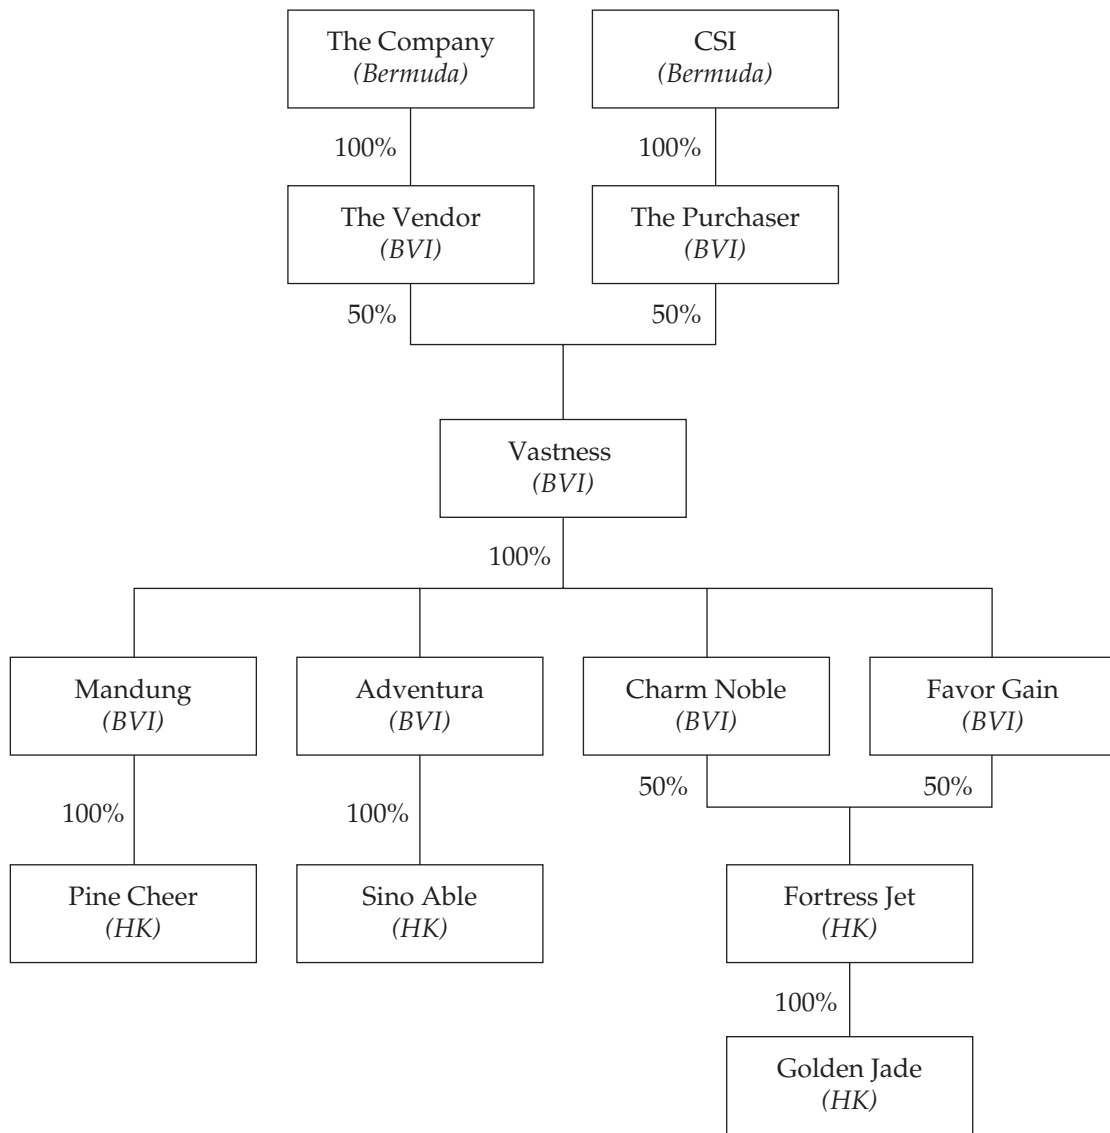 The Company
(Bermuda)
CSI
(Bermuda)
100%
100%
The Vendor
(BVI)
The Purchaser
(BVI)
50%
50%
Vastness
(BVI)
100%
Mandung
(BVI)
Adventura
(BVI)
Charm Noble
(BVI)
Favor Gain
(BVI)
100%
100%
50%
50%
Pine Cheer
(HK)
Sino Able
(HK)
Fortress Jet
(HK)
100%
Golden Jade
(HK)